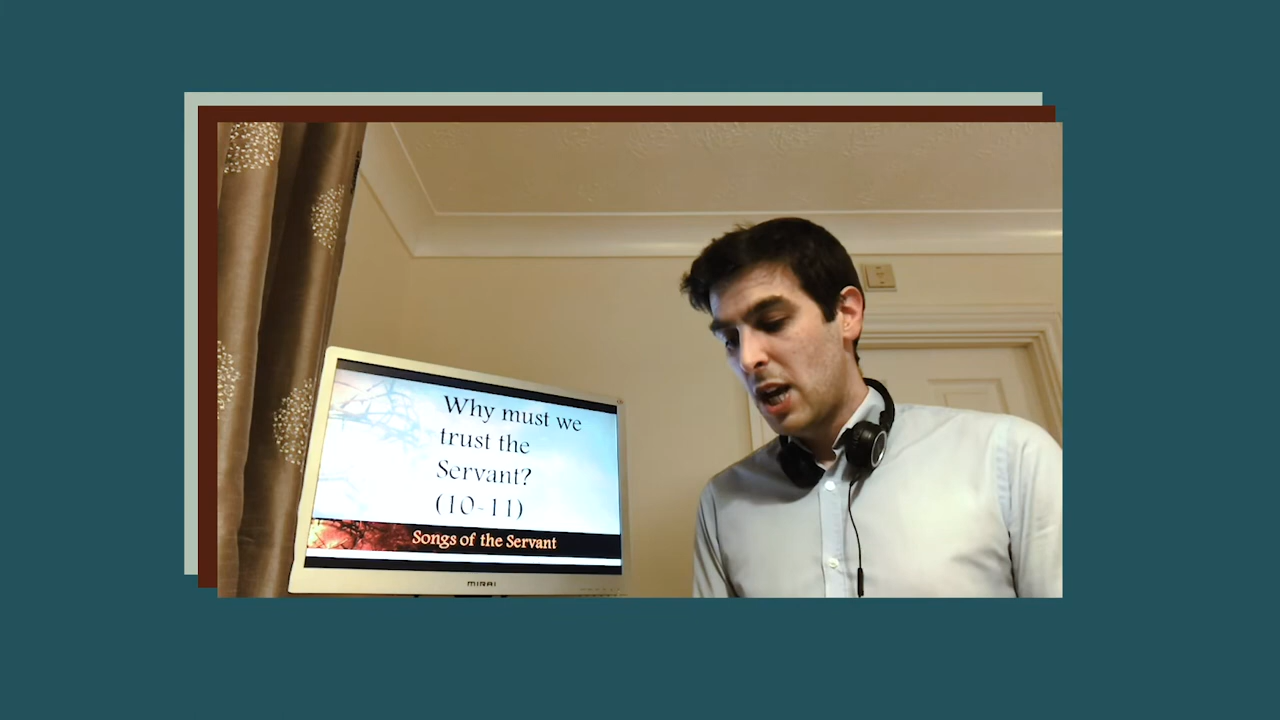 Why must we
trust the
Servant?
(10-11)
Songs of the Servant
MIRAI